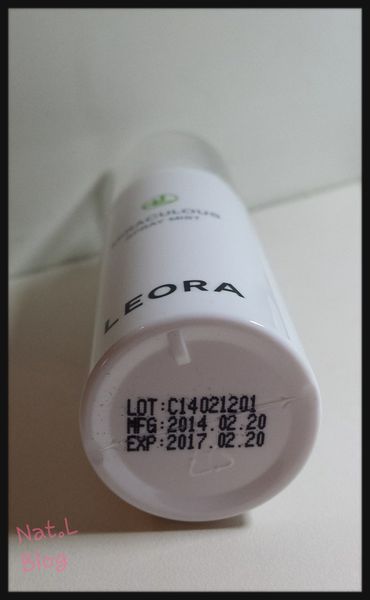 MIRACULOUS
SPRAY MIST
LEORA
LOT:C14021201
MFG:2014.02.20
EXP:2017.02.20
Nat.L
Blog